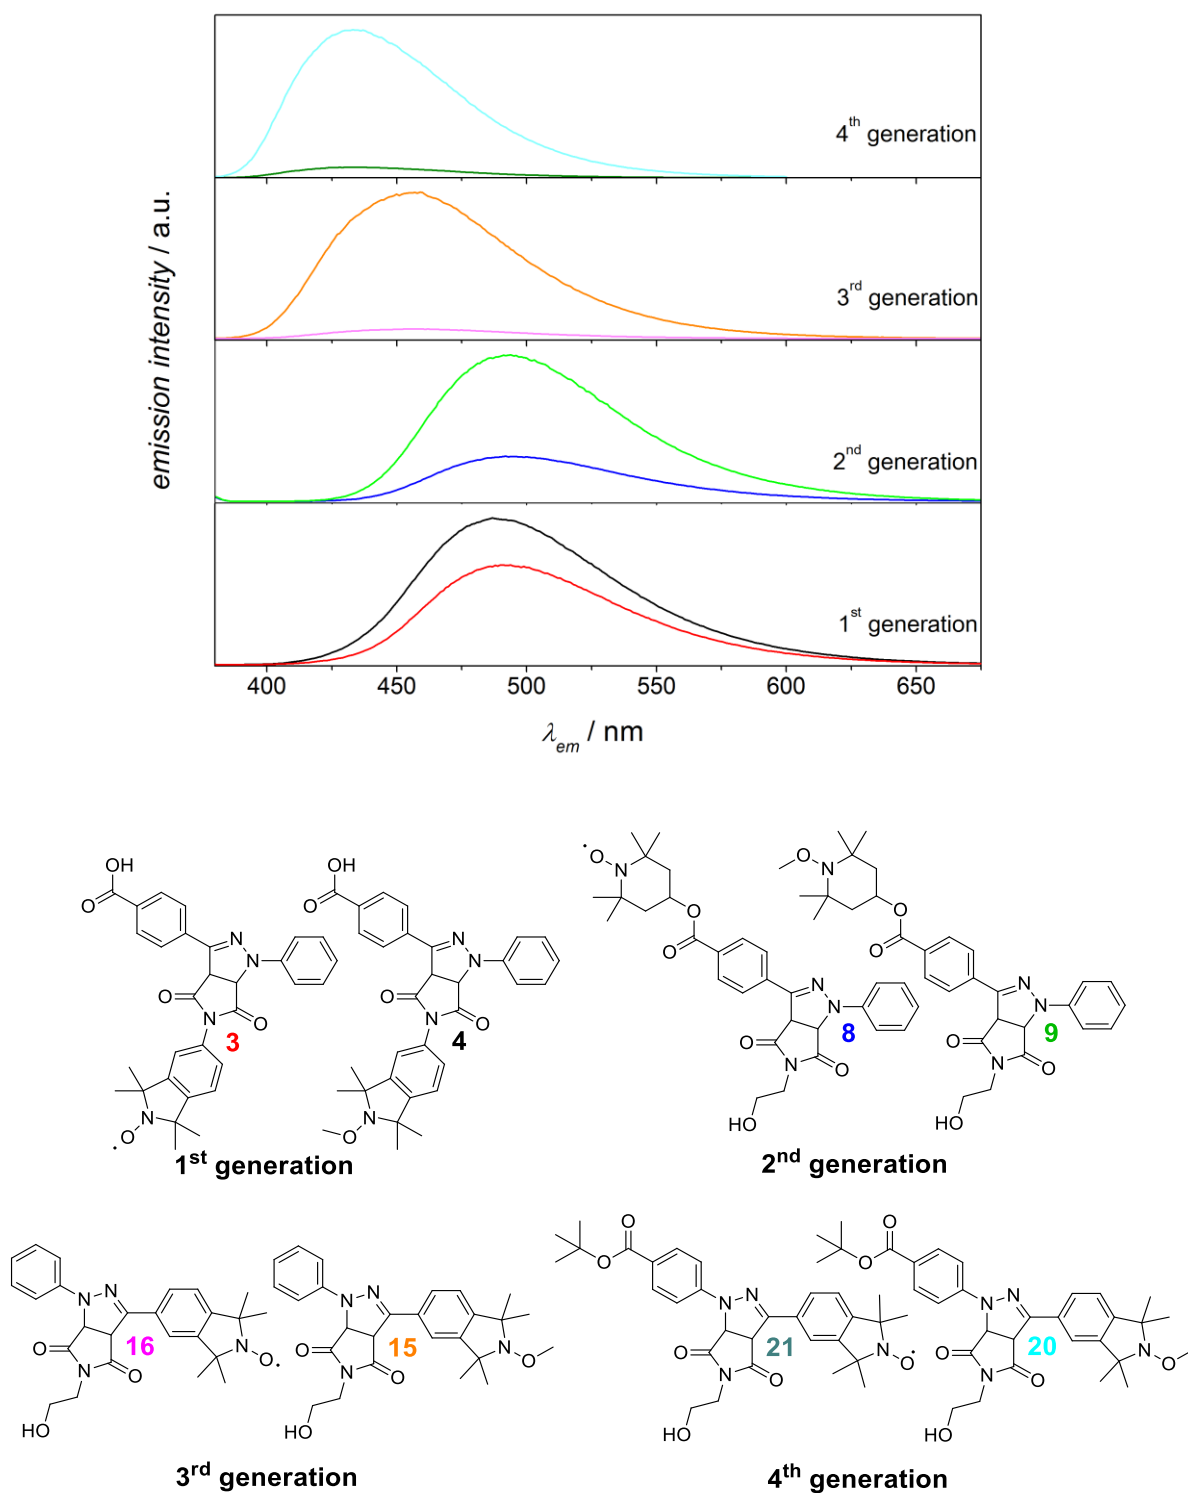 4th generation
3rd generation
2nd generation
1st generation
emission intensity / a.u.
400 450 500 550 600 650
λem / nm
OH
O
N
N
O
N
O
3
N
O
·
OH
O
N
N
O
N
O
4
N
O
1st generation
·
O
N
O
O
N
N
8
O
N
O
HO
O
N
O
O
N
N
9
O
N
O
HO
2nd generation
N
N
16
O
N
O
HO
N
O
·
N
N
15
O
N
O
HO
N
O
3rd generation
O
O
N
N
21
O
N
O
HO
N
O
·
O
O
N
N
20
O
N
O
HO
N
O
4th generation